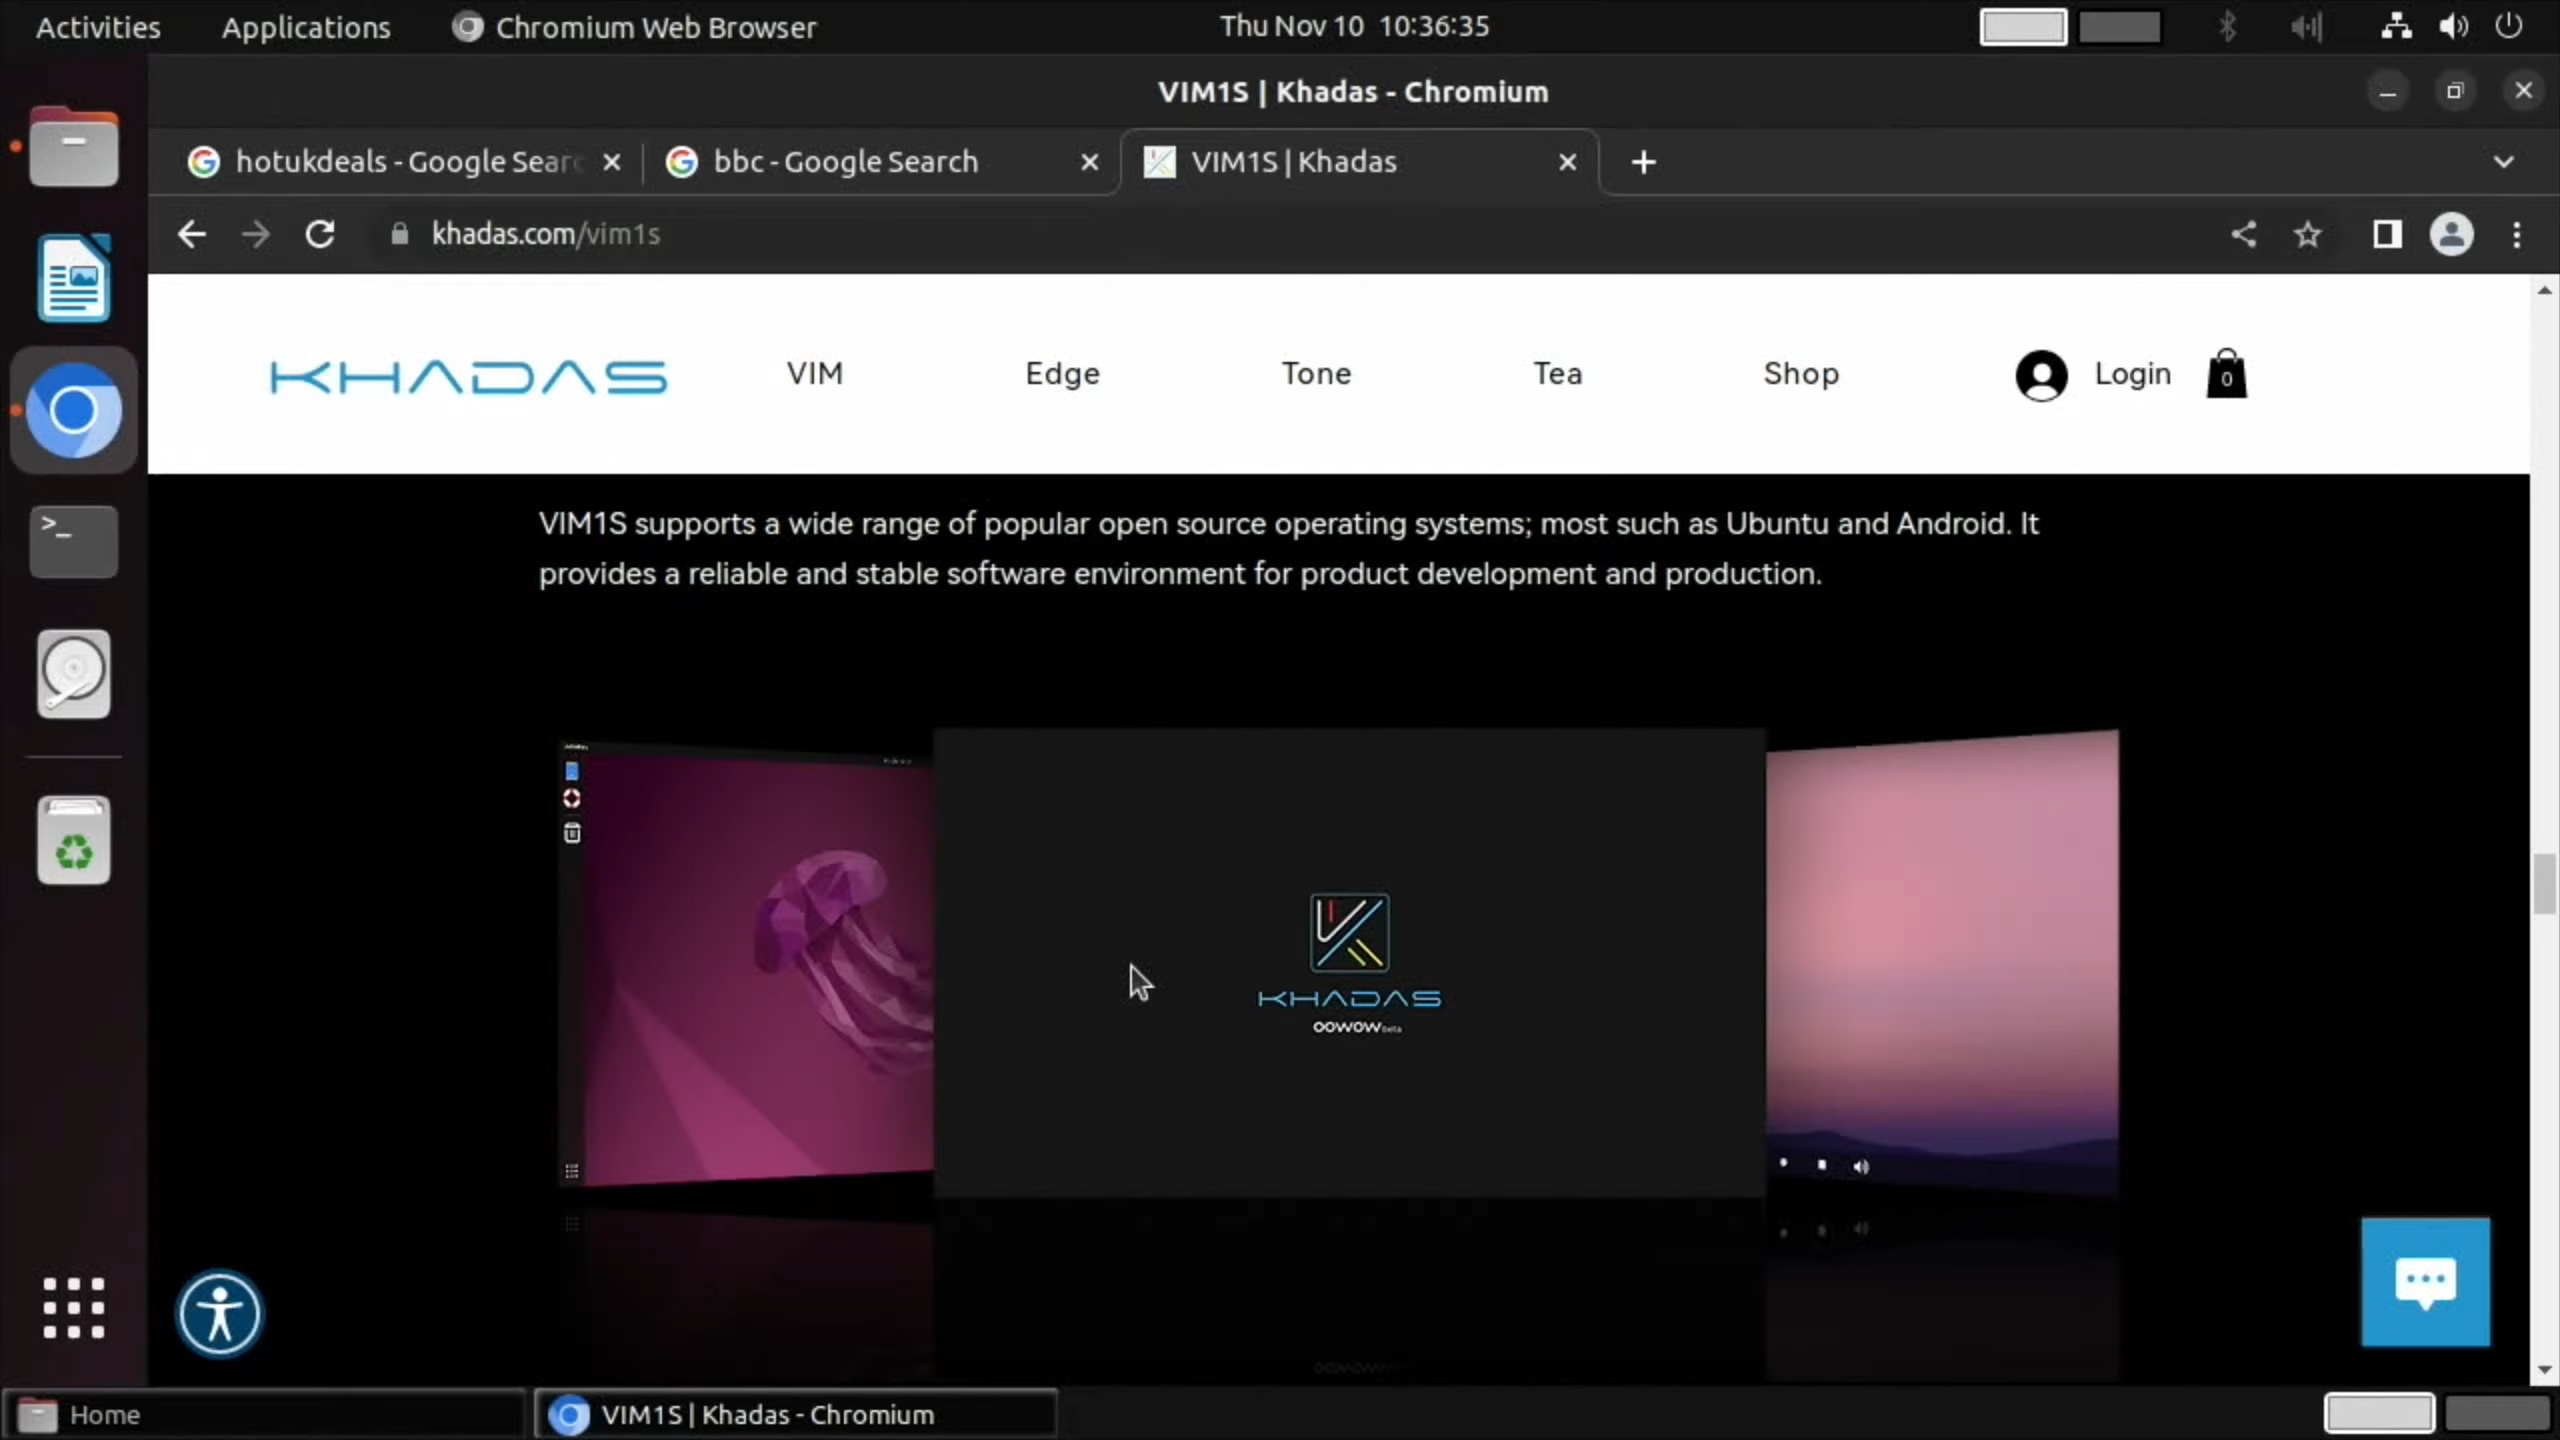 Activities Applications Chromium Web Browser Thu Nov 10 10:36:35
VIM1S | Khadas - Chromium
hotukdeals - Google Sear bbc - Google Search VIM1S | Khadas
khadas.com/vim1s
KHADAS VIM Edge Tone Tea Shop Login 0
VIM1S supports a wide range of popular open source operating systems; most such as Ubuntu and Android. It
provides a reliable and stable software environment for product development and production.
KHADAS
oowow beta
Home VIM1S | Khadas - Chromium